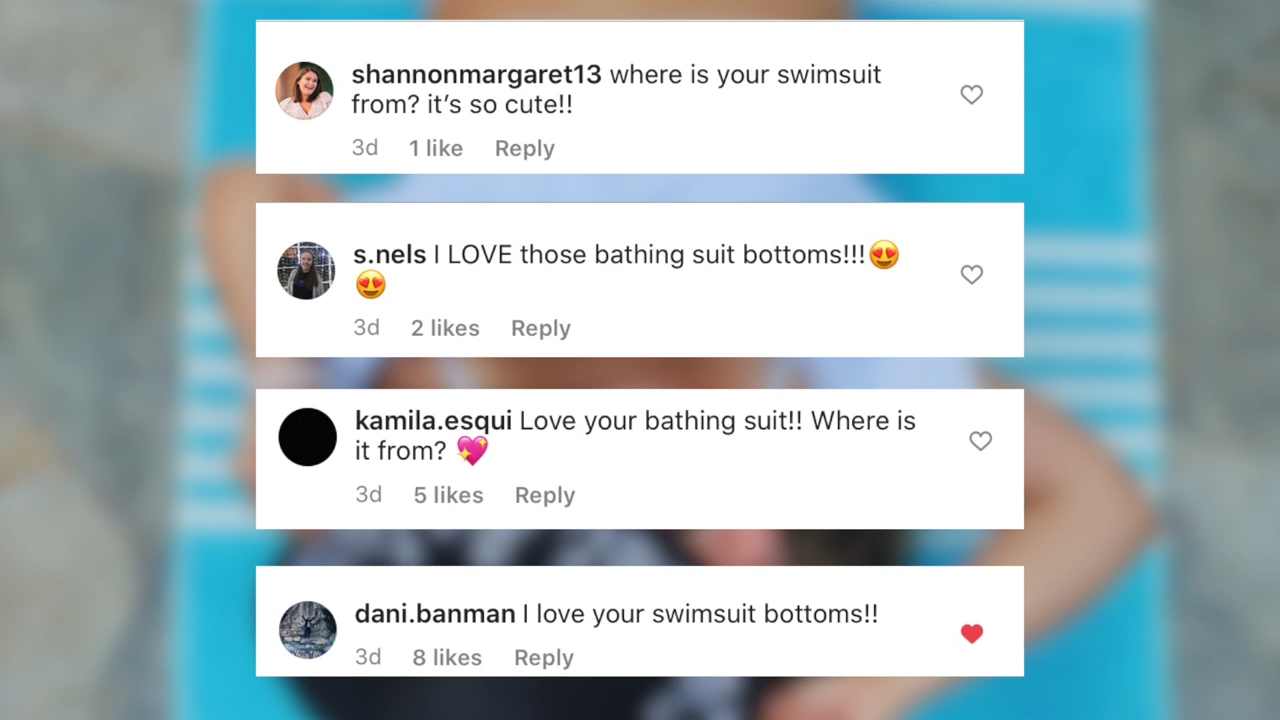 shannonmargaret13 where is your swimsuit
from? it’s so cute!!
3d 1 like Reply
s.nels I LOVE those bathing suit bottoms!!!😍
😍
3d 2 likes Reply
kamila.esqui Love your bathing suit!! Where is
it from? 💖
3d 5 likes Reply
dani.banman I love your swimsuit bottoms!!
3d 8 likes Reply